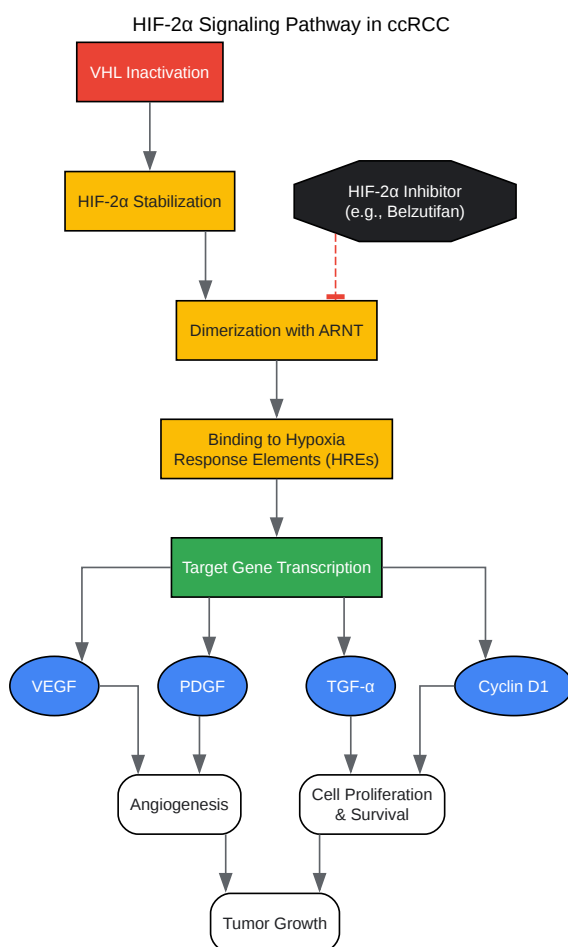 HIF-2α Signaling Pathway in ccRCC
VHL Inactivation
HIF-2α Stabilization
HIF-2α Inhibitor
(e.g., Belzutifan)
Dimerization with ARNT
Binding to Hypoxia
Response Elements (HREs)
Target Gene Transcription
VEGF
PDGF
TGF-α
Cyclin D1
Angiogenesis
Cell Proliferation
& Survival
Tumor Growth